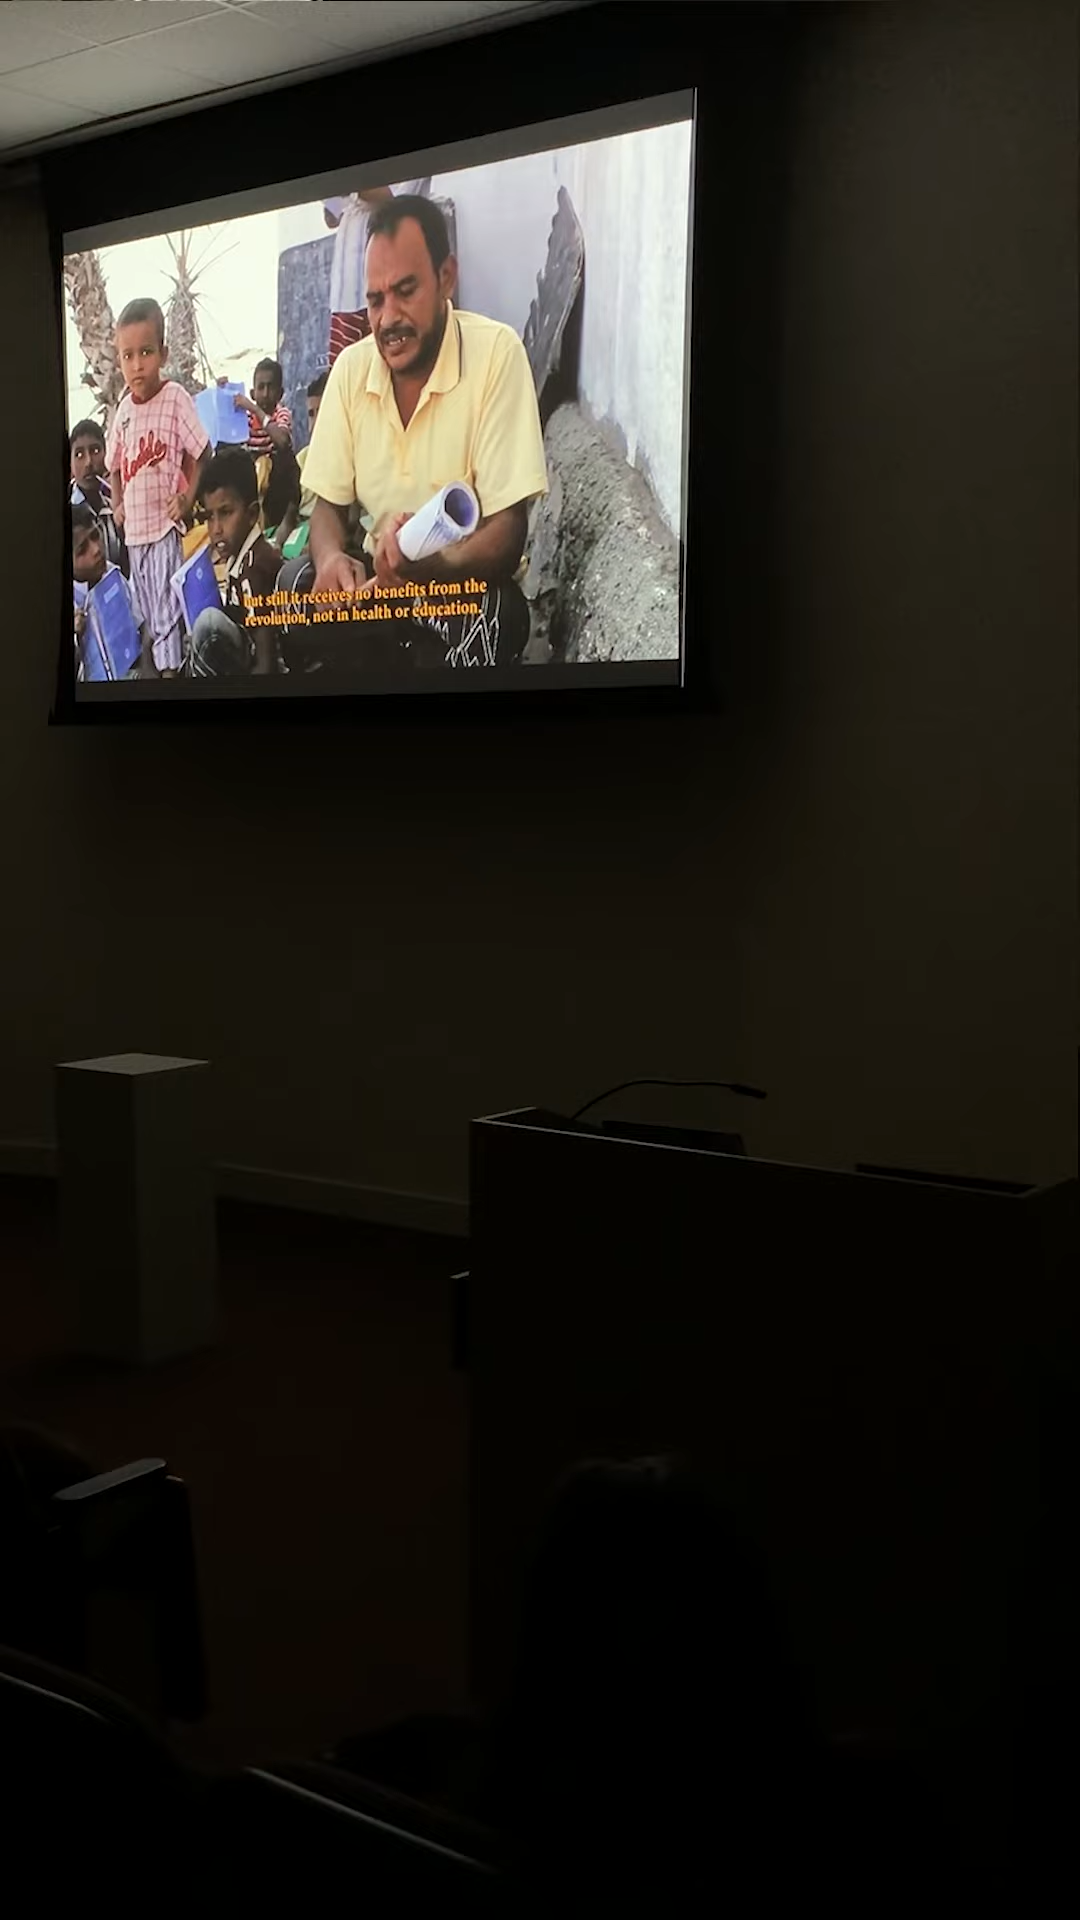 but still it receives no benefits from the
revolution, not in health or education.